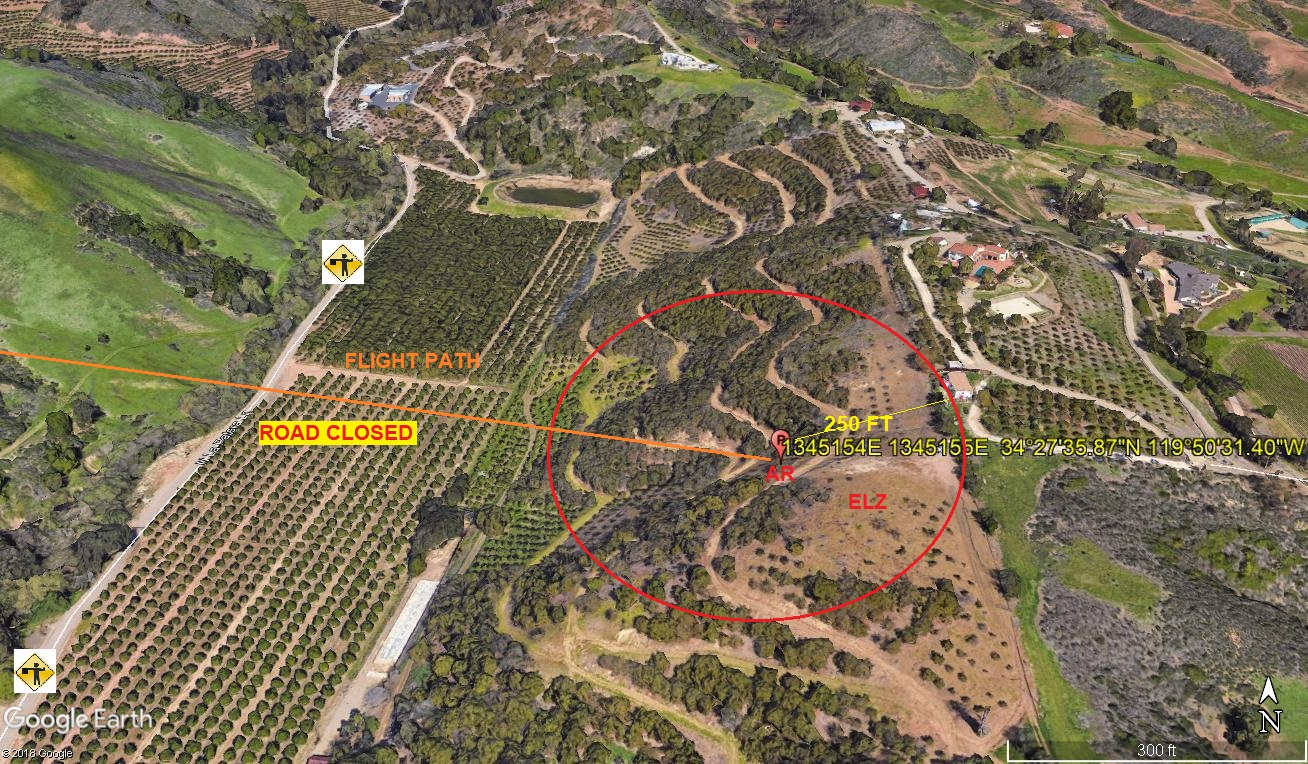 FLIGHT PATH
ROAD CLOSED
250 FT
1345154E 1345155E 34°27'35.87"N 119°50'31.40"W
AR
ELZ
Google Earth
© 2018 Google
N
300 ft